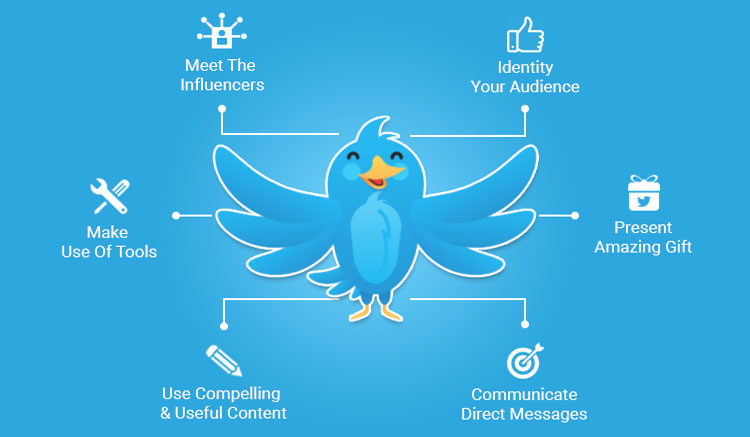 Meet The
Influencers
Identity
Your Audience
Make
Use Of Tools
Present
Amazing Gift
Use Compelling
& Useful Content
Communicate
Direct Messages